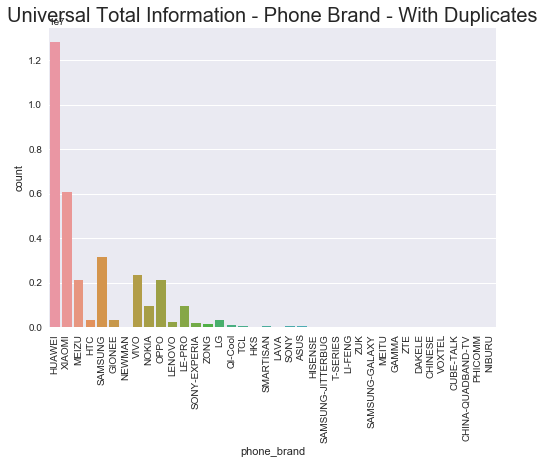 Universal Total Information - Phone Brand - With Duplicates
1e7
1.2
1.0
0.8
0.6
0.4
0.2
0.0
count
HUAWEI
XIAOMI
MEIZU
HTC
SAMSUNG
GIONEE
NEWMAN
VIVO
NOKIA
OPPO
LENOVO
LE-PRO
SONY-EXPERIA
ZONG
LG
QI-Cool
TCL
HKS
SMARTISAN
LAVA
SONY
ASUS
HISENSE
SAMSUNG-JITTERBUG
T-SERIES
LI-FENG
ZUK
SAMSUNG-GALAXY
MEITU
GAMMA
ZTE
DAKELE
CHINESE
VOXTEL
CUBE-TALK
CHINA-QUADBAND-TV
PHICOMM
NIBURU
phone_brand